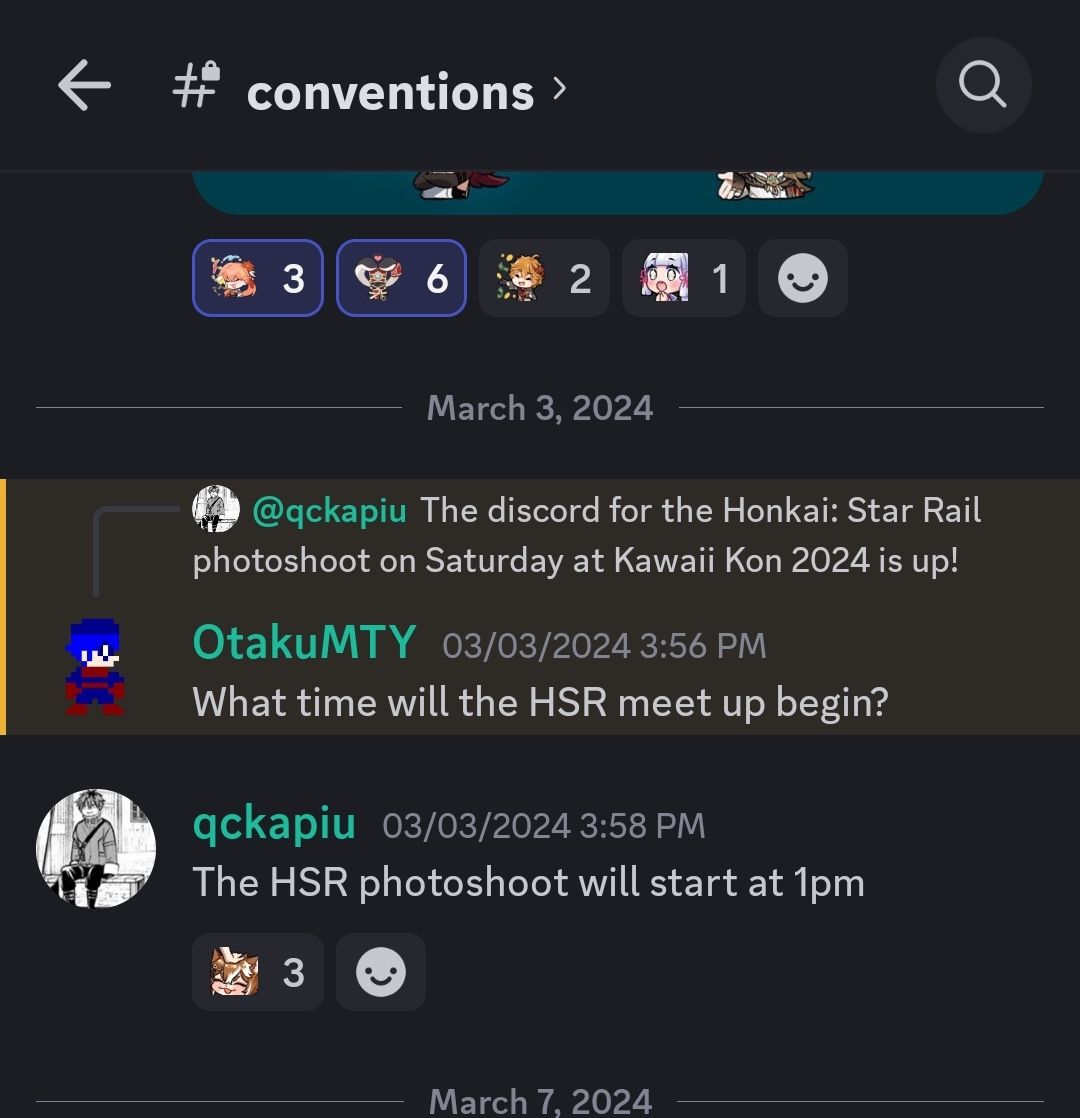 conventions
3 6 2 1
March 3, 2024
@qckapiu The discord for the Honkai: Star Rail
photoshoot on Saturday at Kawaii Kon 2024 is up!
OtakuMTY 03/03/2024 3:56 PM
What time will the HSR meet up begin?
qckapiu 03/03/2024 3:58 PM
The HSR photoshoot will start at 1pm
3
March 7, 2024